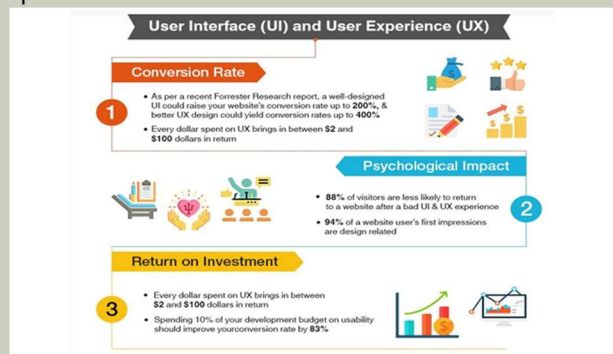 User Interface (UI) and User Experience (UX)
Conversion Rate
1
• As per a recent Forrester Research report, a well-designed
UI could raise your website's conversion rate up to 200%, &
better UX design could yield conversion rates up to 400%
• Every dollar spent on UX brings in between $2 and
$100 dollars in return
Psychological Impact
2
• 88% of visitors are less likely to return
to a website after a bad UI & UX experience
• 94% of a website user's first impressions
are design related
Return on Investment
3
• Every dollar spent on UX brings in between
$2 and $100 dollars in return
• Spending 10% of your development budget on usability
should improve yourconversion rate by 83%